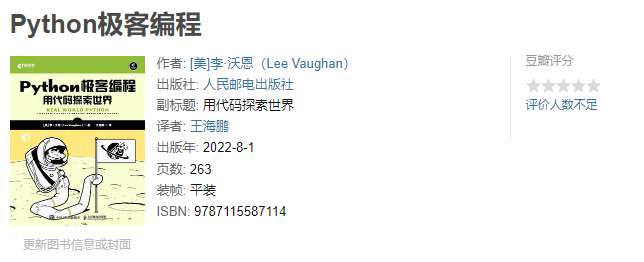 Python极客编程
Python极客编程
用代码探索世界
REAL WORLD PYTHON
作者: [美]李·沃恩（Lee Vaughan）
出版社: 人民邮电出版社
副标题: 用代码探索世界
译者: 王海鹏
出版年: 2022-8-1
页数: 263
装帧: 平装
ISBN: 9787115587114
更新图书信息或封面
豆瓣评分
评价人数不足